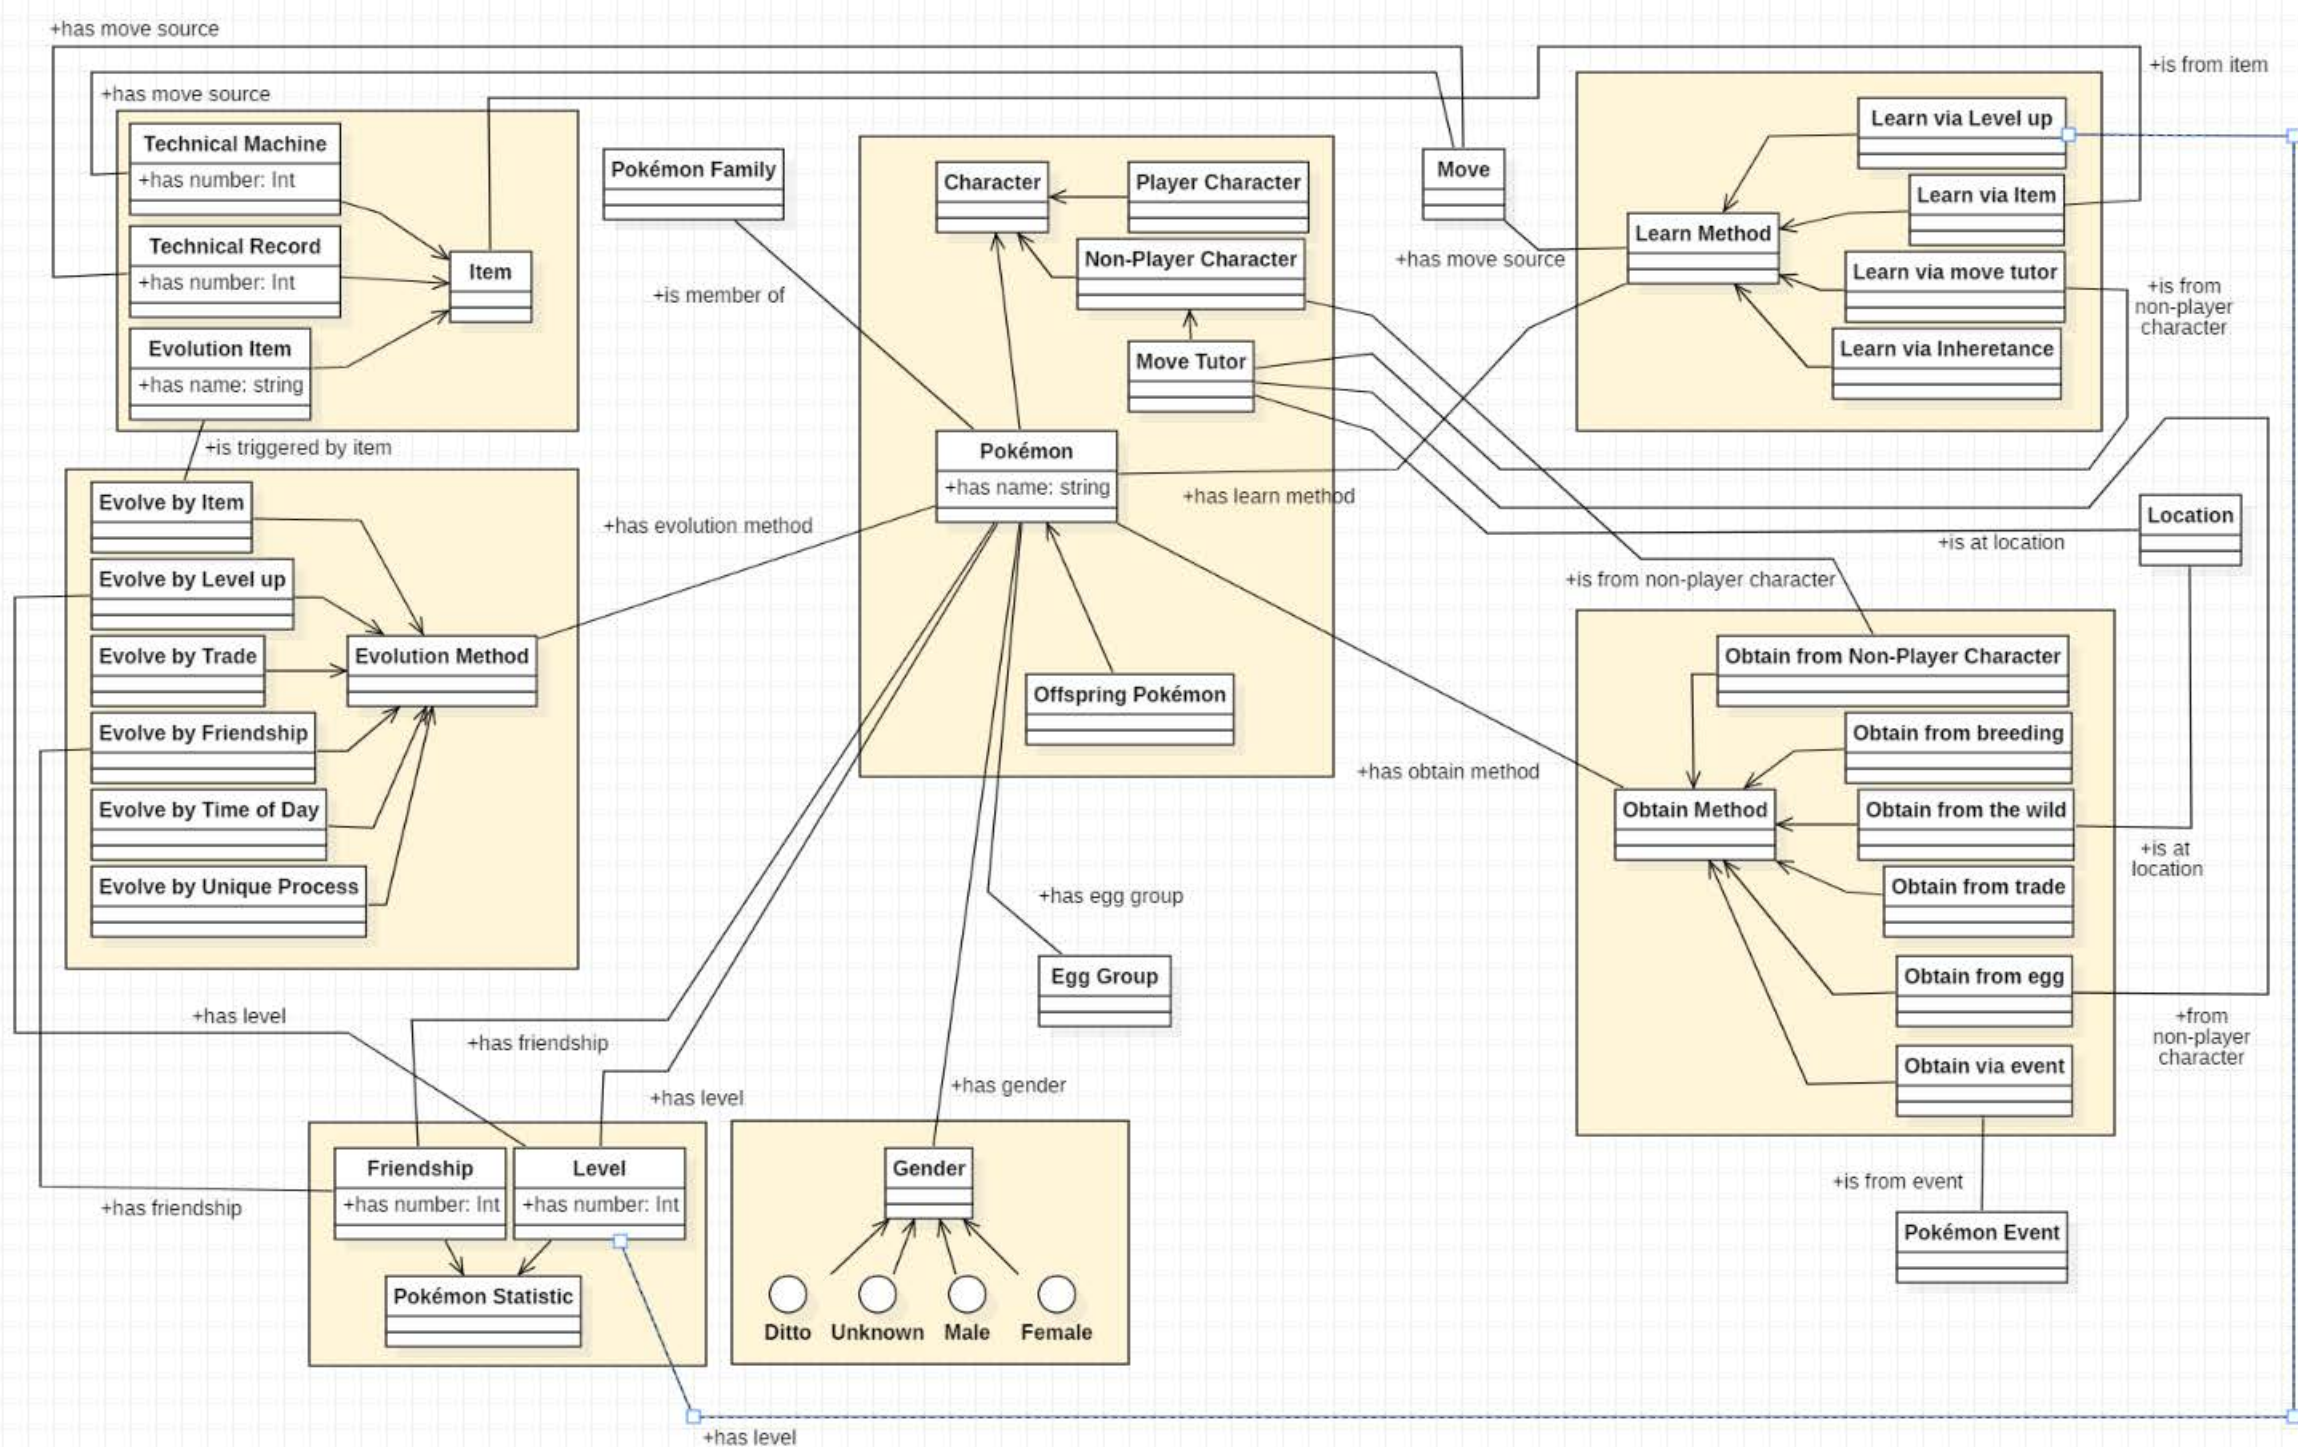 +has move source
+has move source
Technical Machine
+has number: Int
Technical Record
+has number: Int
Evolution Item
+has name: string
Item
+is triggered by item
Pokémon Family
+is member of
Character
Player Character
Non-Player Character
Move Tutor
Pokémon
+has name: string
Offspring Pokémon
Move
+has move source
+has learn method
+is from item
Learn via Level up
Learn via Item
Learn Method
Learn via move tutor
Learn via Inheretance
+is from
non-player
character
Location
+is at location
+is from non-player character
Evolve by Item
Evolve by Level up
Evolve by Trade
Evolution Method
Evolve by Friendship
Evolve by Time of Day
Evolve by Unique Process
+has evolution method
+has obtain method
Obtain from Non-Player Character
Obtain from breeding
Obtain Method
Obtain from the wild
Obtain from trade
Obtain from egg
Obtain via event
+is at
location
+from
non-player
character
+is from event
Pokémon Event
+has egg group
Egg Group
+has level
+has friendship
+has level
+has gender
+has friendship
Friendship
+has number: Int
Level
+has number: Int
Pokémon Statistic
Gender
Ditto
Unknown
Male
Female
+has level